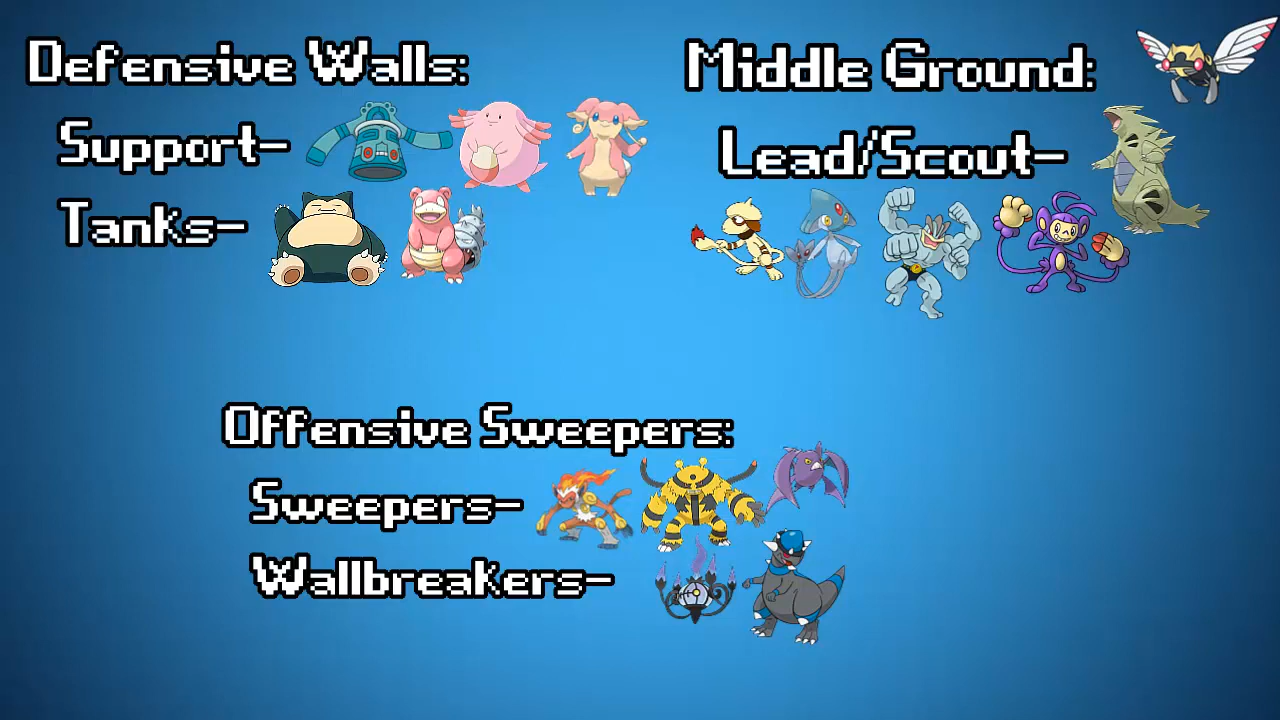 Defensive Walls:
Support-
Tanks-
Middle Ground:
Lead/Scout-
Offensive Sweepers:
Sweepers-
Wallbreakers-